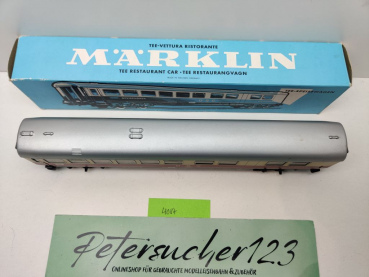 TEE-VETTURA RISTORANTE
MÄRKLIN
TEE RESTAURANT CAR · TEE RESTAURANGVAGN
Petersucher123
ONLINESHOP FÜR GEBRAUCHTE MODELLEISENBAHN & ZUBEHÖR